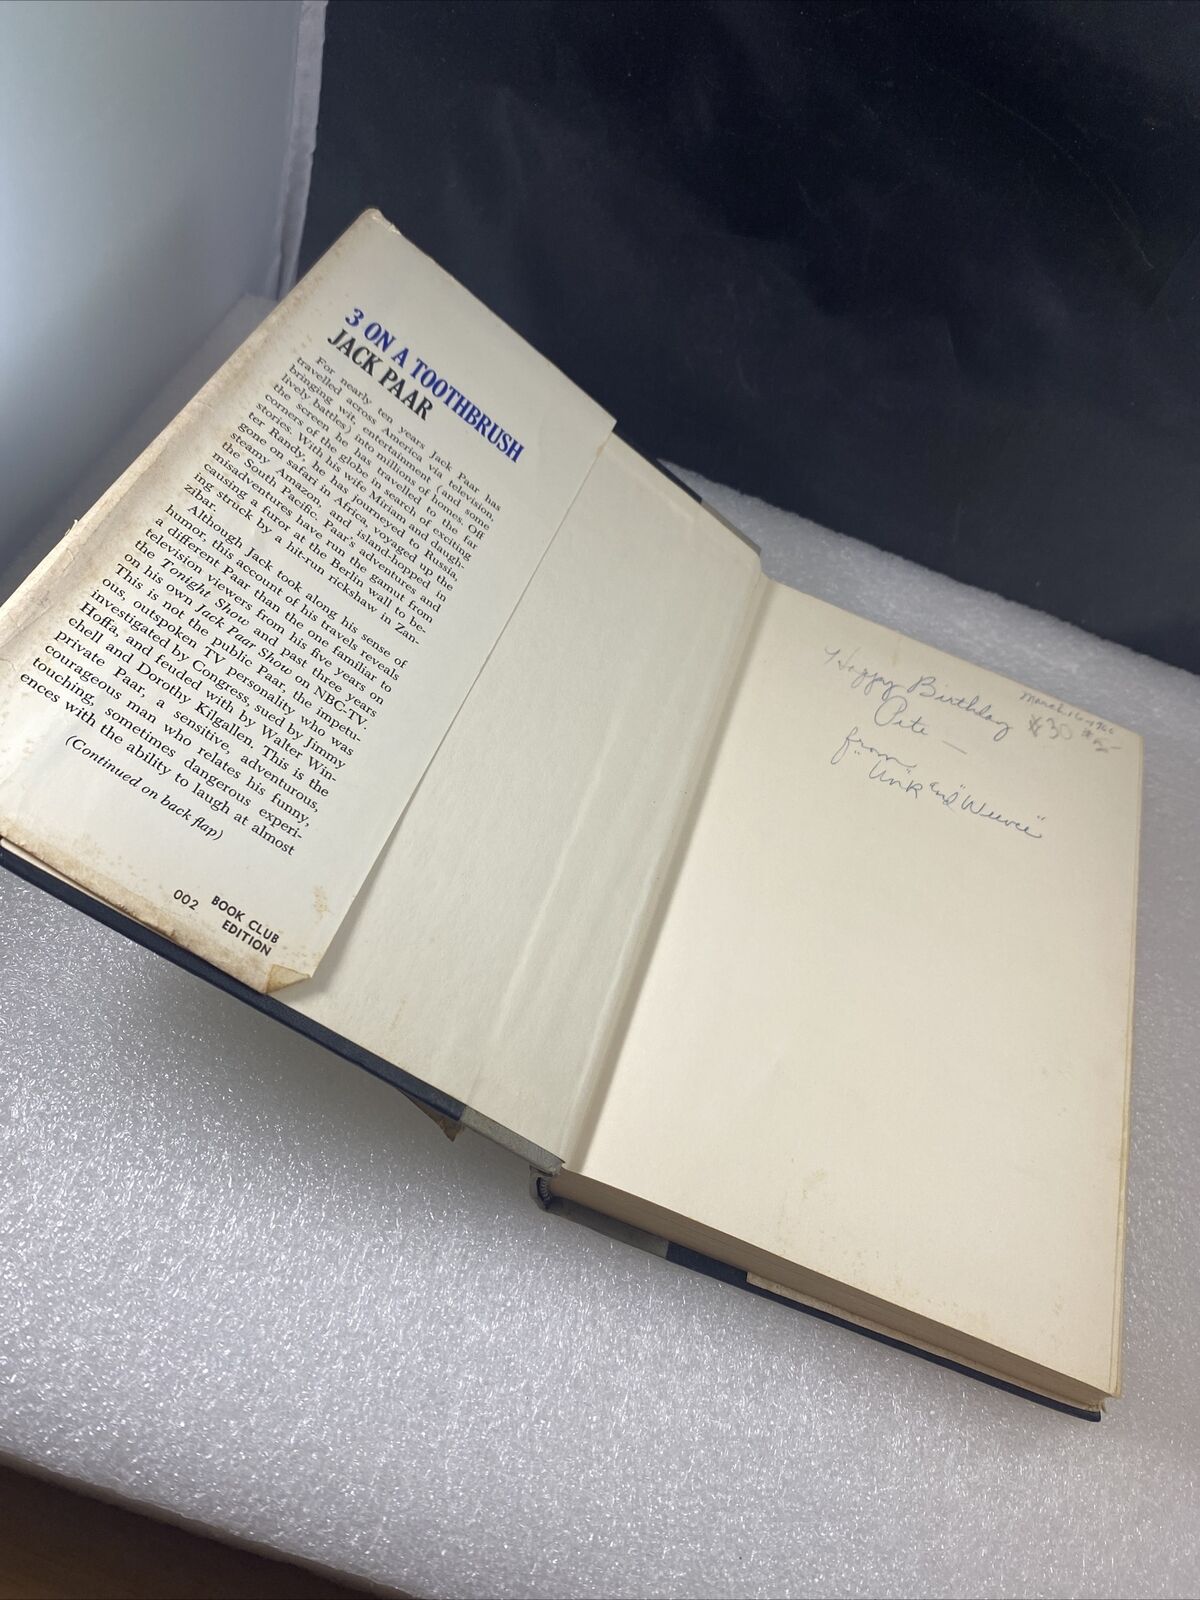 3 ON A TOOTHBRUSH
JACK PAAR
For nearly ten years Jack Paar has
travelled across America via television,
bringing wit, entertainment (and some
lively battles) into millions of homes. Off
the screen he has travelled to the far
corners of the globe in search of exciting
stories. With his wife Miriam and daugh-
ter Randy, he has journeyed to Russia,
gone on safari in Africa, voyaged up the
steamy Amazon and island-hopped in
the South Pacific. Paar's adventures and
misadventures have run the gamut from
causing a furor at the Berlin wall to be-
ing struck by a hit-run rickshaw in Zan-
zibar.
Although Jack took along his sense of
humor, this account of his travels reveals
a different Paar than the one familiar to
television viewers from his five years on
the Tonight Show and past three years
on his own Jack Paar Show on NBC-TV.
This is not the public Paar, the impetu-
ous, outspoken TV personality who was
investigated by Congress, sued by Jimmy
Hoffa, and feuded with by Walter Win-
chell and Dorothy Kilgallen. This is the
private Paar, a sensitive, adventurous,
courageous man who relates his funny,
touching, sometimes dangerous experi-
ences with the ability to laugh at almost
(Continued on back flap)
002 BOOK CLUB
EDITION
March 16-1966
$30
Happy Birthday
Pete —
from,
"Unk" and